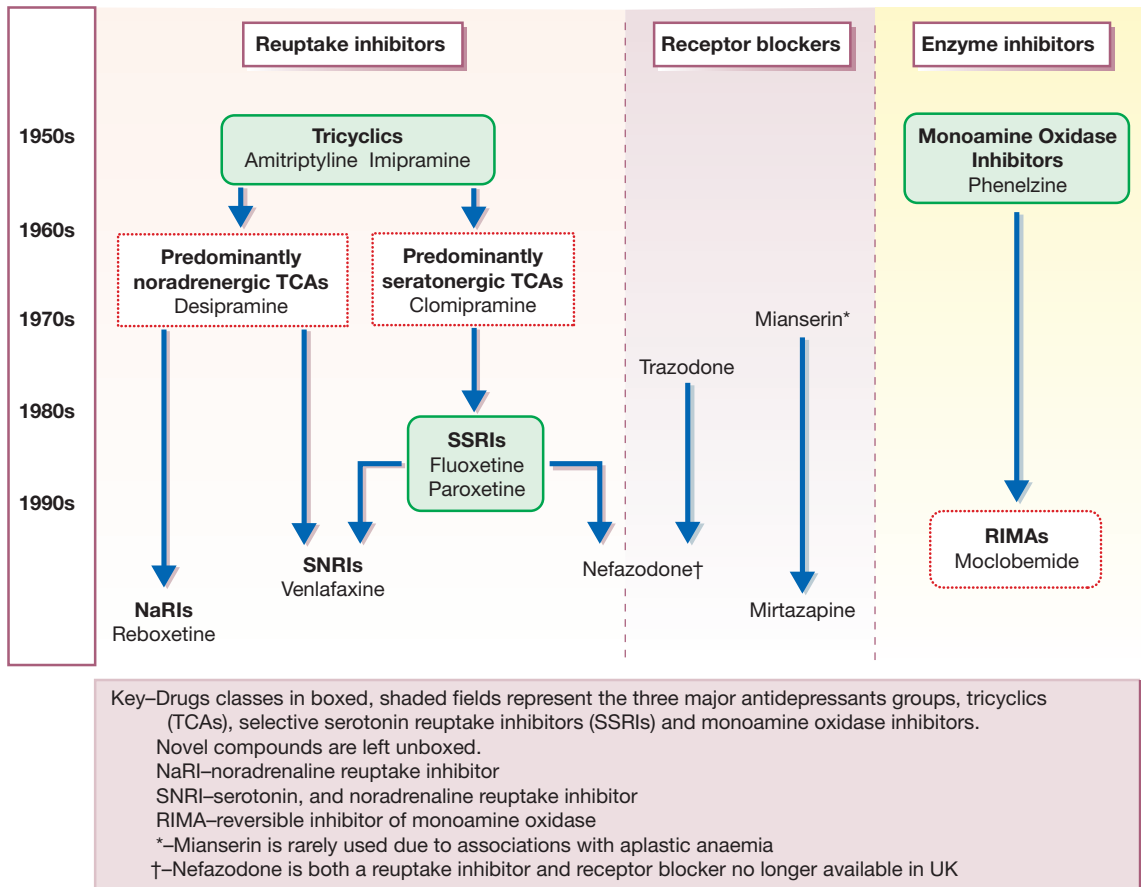 Reuptake inhibitors
Receptor blockers
Enzyme inhibitors
1950s
1960s
1970s
1980s
1990s
Tricyclics
Amitriptyline Imipramine
Predominantly
noradrenergic TCAs
Desipramine
Predominantly
seratonergic TCAs
Clomipramine
SSRIs
Fluoxetine
Paroxetine
SNRIs
Venlafaxine
NaRIs
Reboxetine
Nefazodone†
Trazodone
Mianserin*
Mirtazapine
Monoamine Oxidase
Inhibitors
Phenelzine
RIMAs
Moclobemide
Key–Drugs classes in boxed, shaded fields represent the three major antidepressants groups, tricyclics
(TCAs), selective serotonin reuptake inhibitors (SSRIs) and monoamine oxidase inhibitors.
Novel compounds are left unboxed.
NaRI–noradrenaline reuptake inhibitor
SNRI–serotonin, and noradrenaline reuptake inhibitor
RIMA–reversible inhibitor of monoamine oxidase
*–Mianserin is rarely used due to associations with aplastic anaemia
†–Nefazodone is both a reuptake inhibitor and receptor blocker no longer available in UK